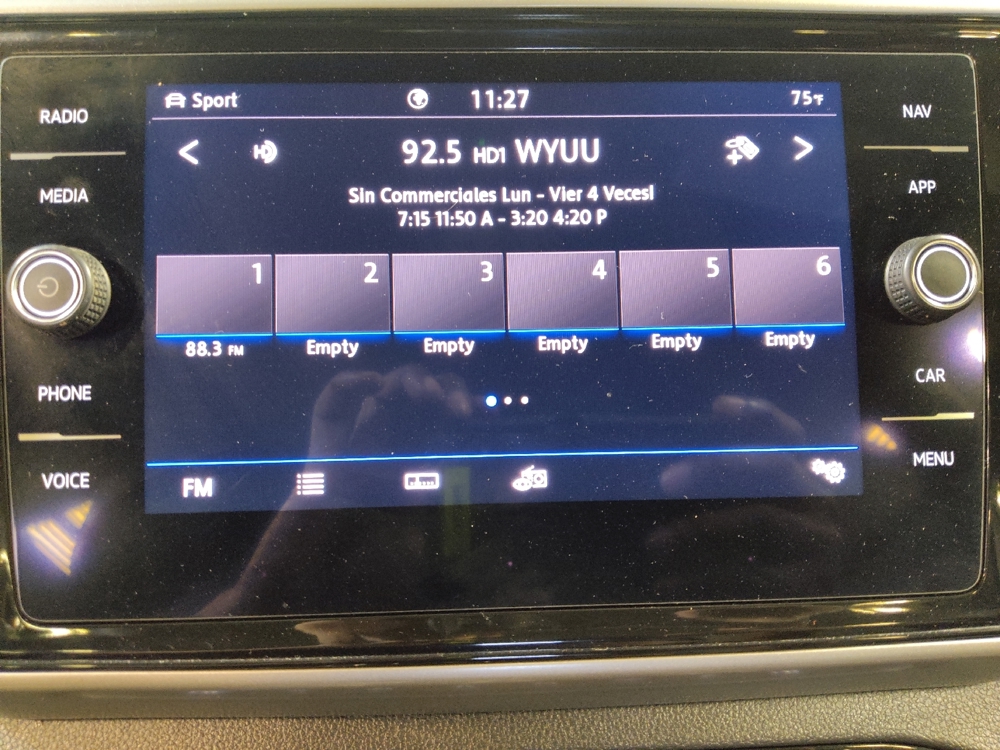 RADIO
MEDIA
PHONE
VOICE
Sport 11:27 75°F
< HD 92.5 HD1 WYUU >
Sin Commerciales Lun - Vier 4 Veces!
7:15 11:50 A - 3:20 4:20 P
1 2 3 4 5 6
88.3 FM Empty Empty Empty Empty Empty
FM
NAV
APP
CAR
MENU